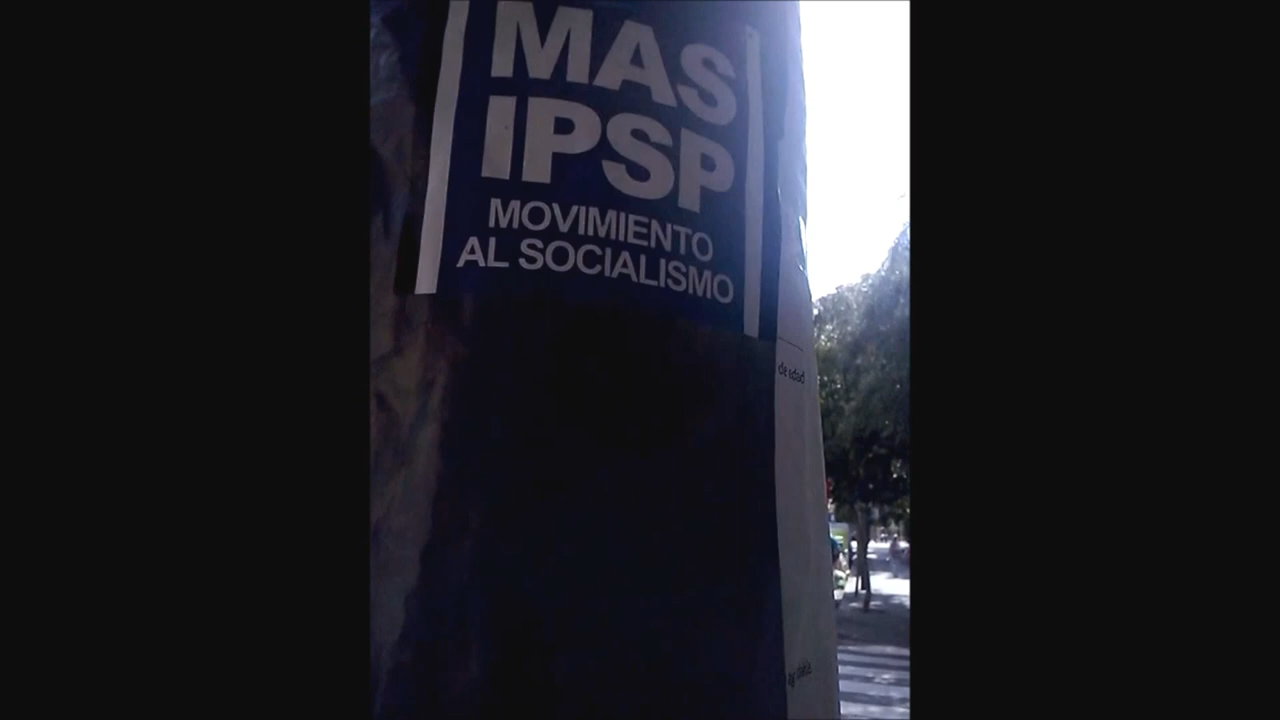 MAS
IPSP
MOVIMIENTO
AL SOCIALISMO
de edad